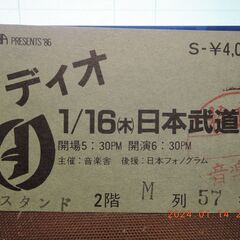 PRESENTS '86
S-¥4,0
ディオ
1/16㈭日本武道
開場5:30PM 開演6:30PM
主催:音楽舎 後援:日本フォノグラム
スタンド 2階 M 列 57
音楽
2024/01/14